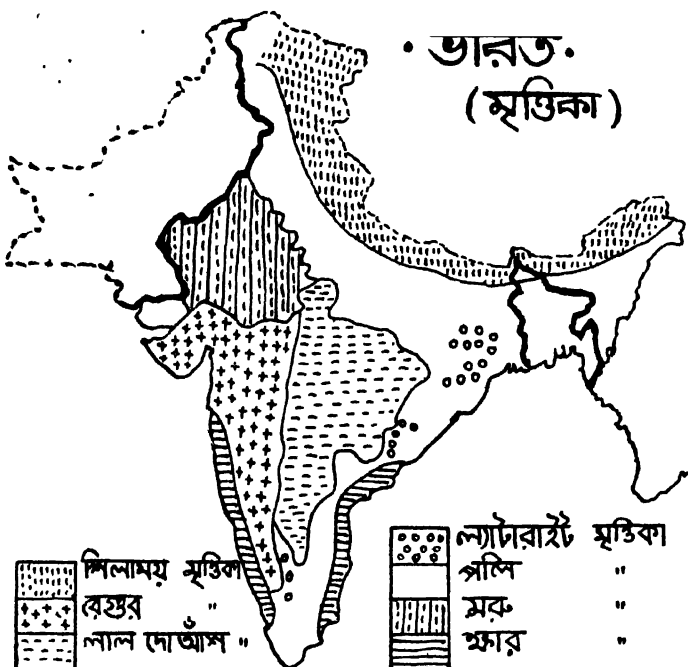 • ভারত •
( মৃত্তিকা )
শিলাময় মৃত্তিকা
রেগুর "
লাল দোআঁশ "
ল্যাটারাইট মৃত্তিকা
পলি "
মরু "
ক্ষার "